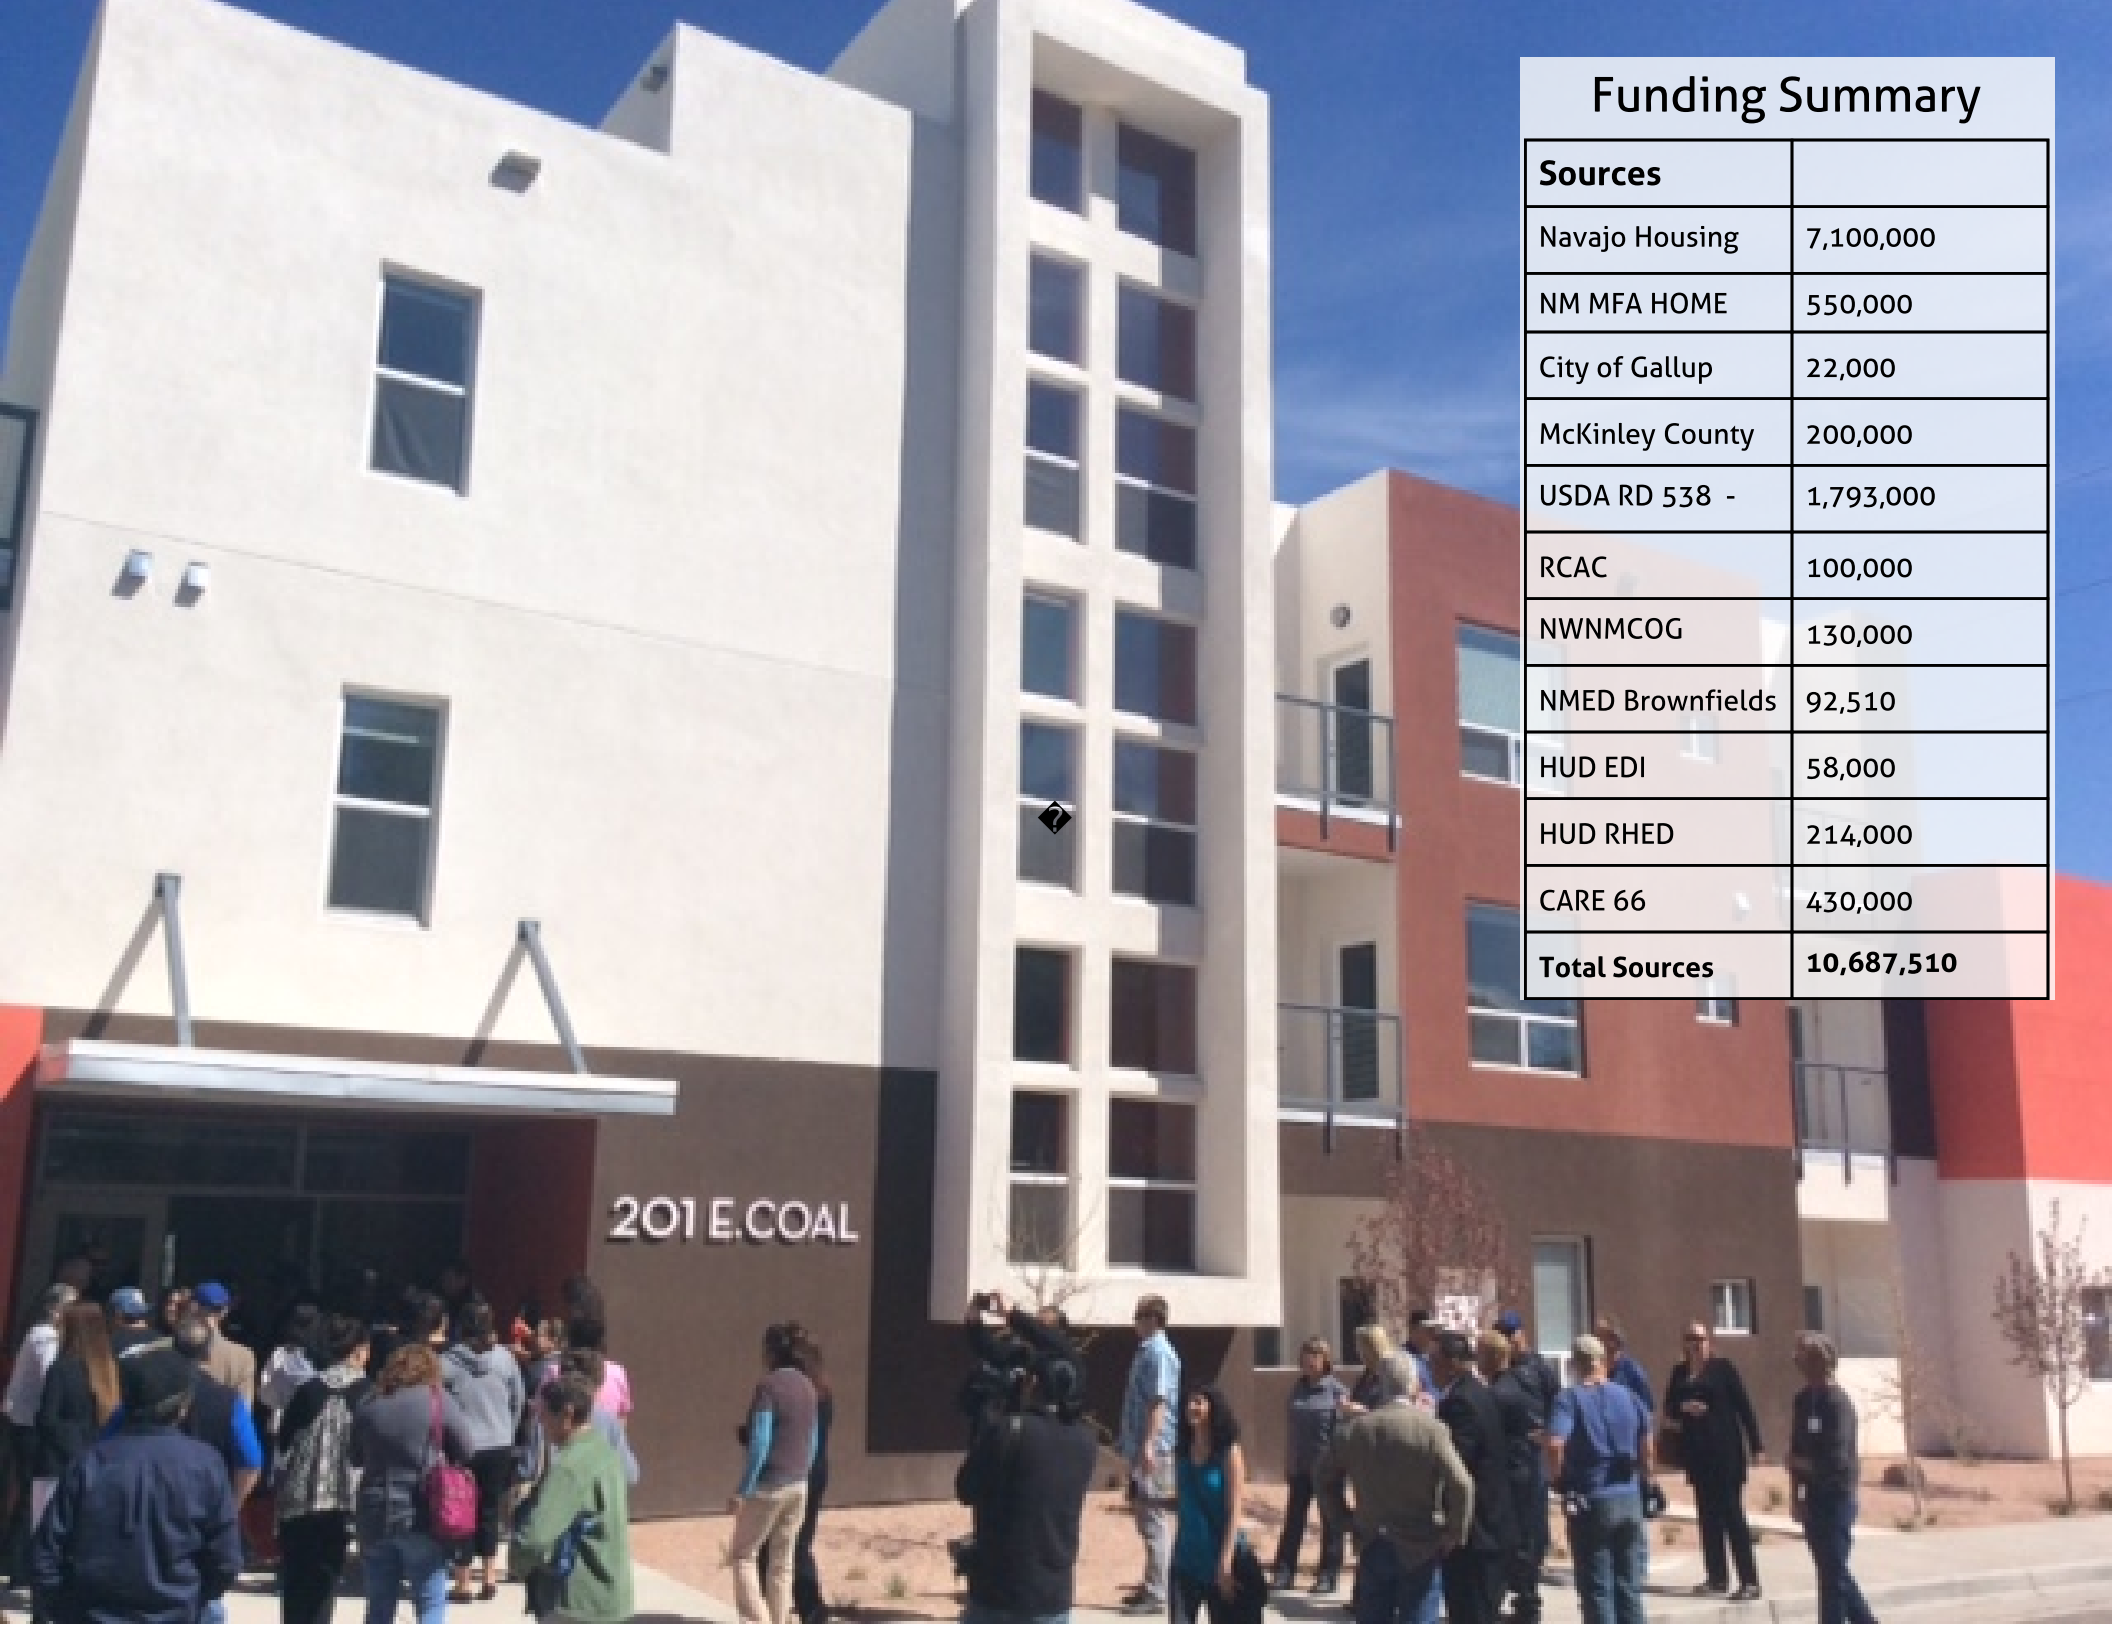 Funding Summary
Sources
Navajo Housing 7,100,000
NM MFA HOME 550,000
City of Gallup 22,000
McKinley County 200,000
USDA RD 538 - 1,793,000
RCAC 100,000
NWNMCOG 130,000
NMED Brownfields 92,510
HUD EDI 58,000
HUD RHED 214,000
CARE 66 430,000
Total Sources 10,687,510
201 E.COAL